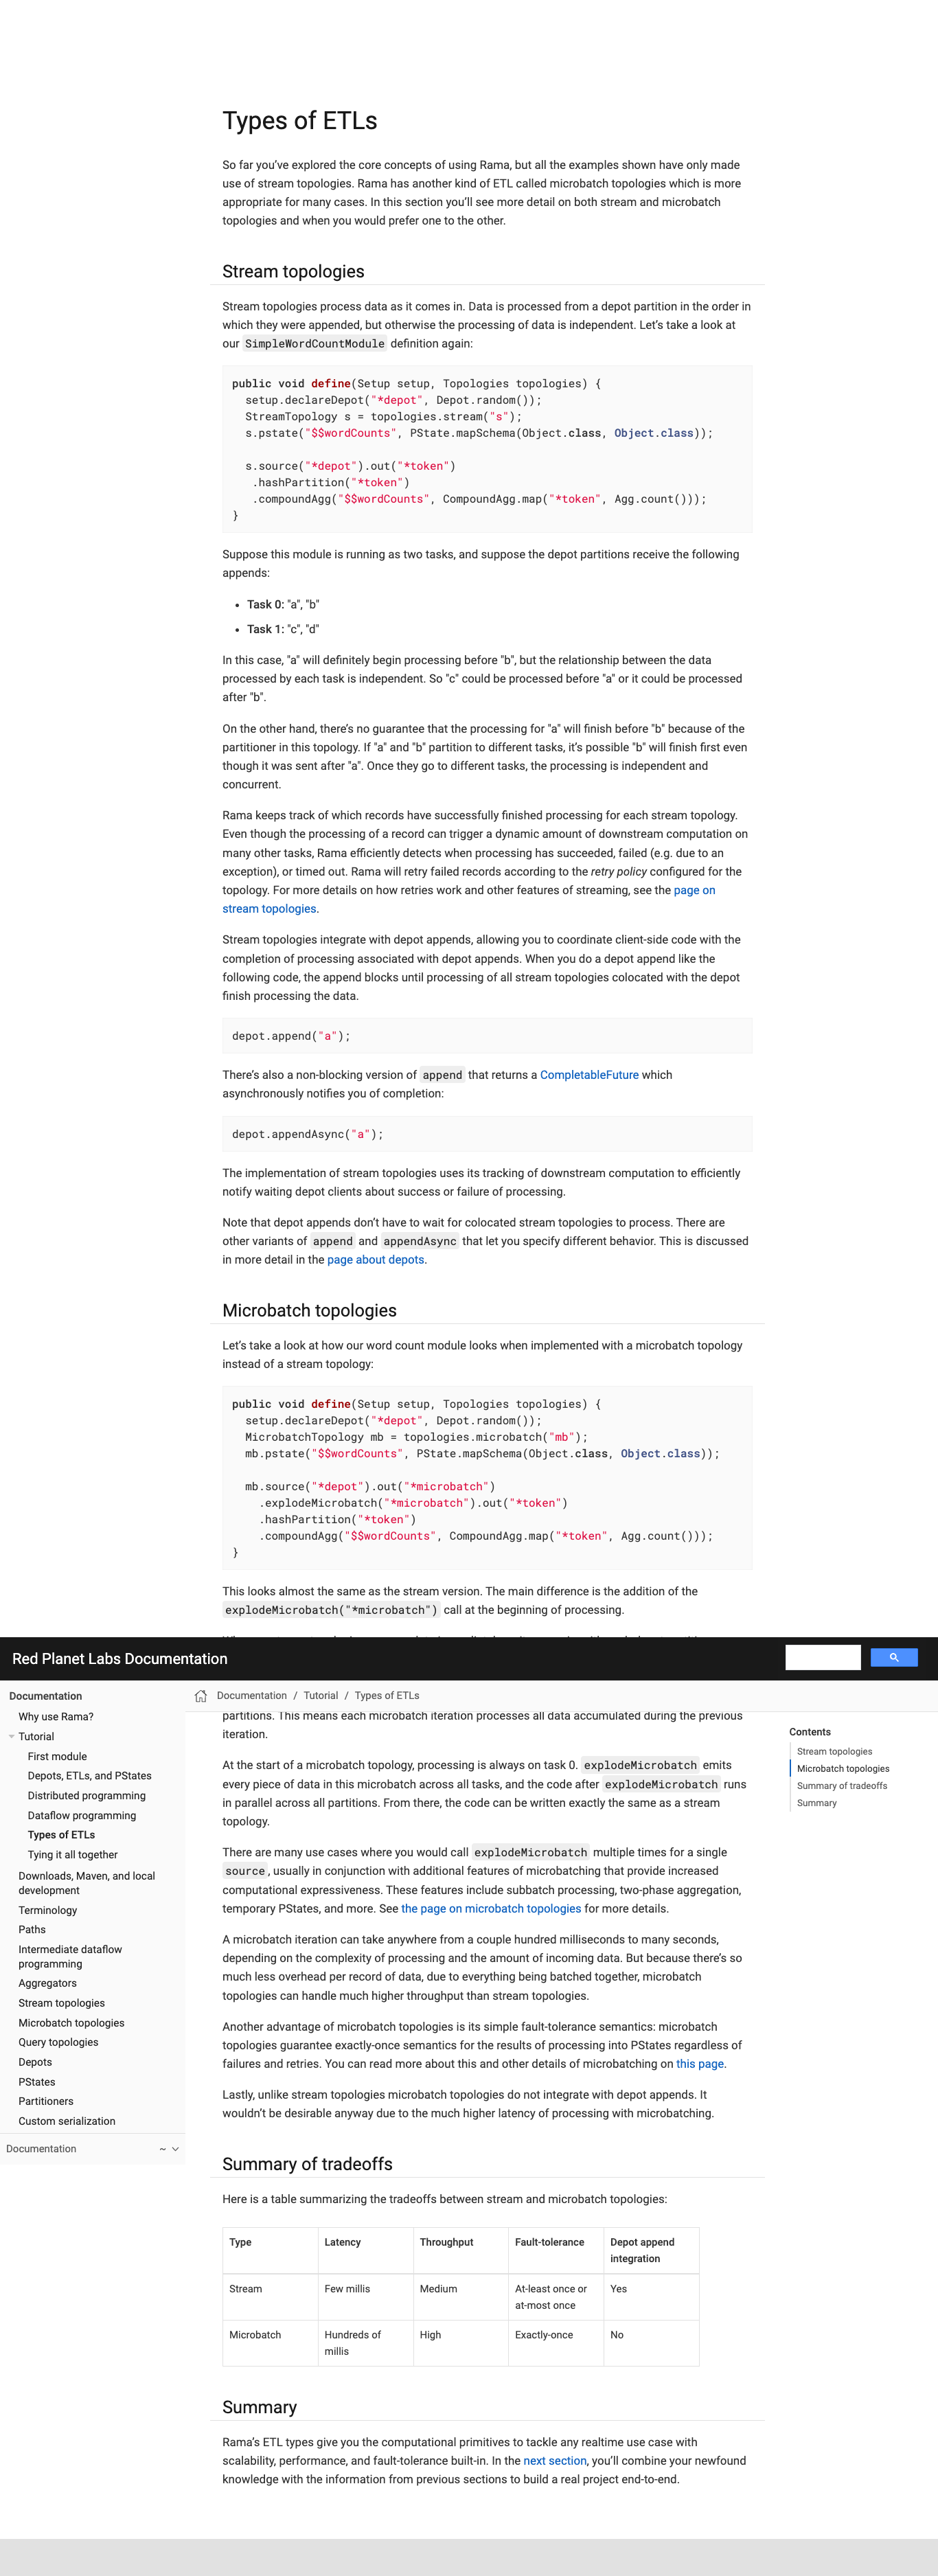 Types of ETLs
So far you’ve explored the core concepts of using Rama, but all the examples shown have only made
use of stream topologies. Rama has another kind of ETL called microbatch topologies which is more
appropriate for many cases. In this section you’ll see more detail on both stream and microbatch
topologies and when you would prefer one to the other.
Stream topologies
Stream topologies process data as it comes in. Data is processed from a depot partition in the order in
which they were appended, but otherwise the processing of data is independent. Let’s take a look at
our SimpleWordCountModule definition again:
public void define(Setup setup, Topologies topologies) {
  setup.declareDepot("*depot", Depot.random());
  StreamTopology s = topologies.stream("s");
  s.pstate("$$wordCounts", PState.mapSchema(Object.class, Object.class));
  s.source("*depot").out("*token")
   .hashPartition("*token")
   .compoundAgg("$$wordCounts", CompoundAgg.map("*token", Agg.count()));
}
Suppose this module is running as two tasks, and suppose the depot partitions receive the following
appends:
• Task 0: "a", "b"
• Task 1: "c", "d"
In this case, "a" will definitely begin processing before "b", but the relationship between the data
processed by each task is independent. So "c" could be processed before "a" or it could be processed
after "b".
On the other hand, there’s no guarantee that the processing for "a" will finish before "b" because of the
partitioner in this topology. If "a" and "b" partition to different tasks, it’s possible "b" will finish first even
though it was sent after "a". Once they go to different tasks, the processing is independent and
concurrent.
Rama keeps track of which records have successfully finished processing for each stream topology.
Even though the processing of a record can trigger a dynamic amount of downstream computation on
many other tasks, Rama efficiently detects when processing has succeeded, failed (e.g. due to an
exception), or timed out. Rama will retry failed records according to the retry policy configured for the
topology. For more details on how retries work and other features of streaming, see the page on
stream topologies.
Stream topologies integrate with depot appends, allowing you to coordinate client-side code with the
completion of processing associated with depot appends. When you do a depot append like the
following code, the append blocks until processing of all stream topologies colocated with the depot
finish processing the data.
depot.append("a");
There’s also a non-blocking version of append that returns a CompletableFuture which
asynchronously notifies you of completion:
depot.appendAsync("a");
The implementation of stream topologies uses its tracking of downstream computation to efficiently
notify waiting depot clients about success or failure of processing.
Note that depot appends don’t have to wait for colocated stream topologies to process. There are
other variants of append and appendAsync that let you specify different behavior. This is discussed
in more detail in the page about depots.
Microbatch topologies
Let’s take a look at how our word count module looks when implemented with a microbatch topology
instead of a stream topology:
public void define(Setup setup, Topologies topologies) {
  setup.declareDepot("*depot", Depot.random());
  MicrobatchTopology mb = topologies.microbatch("mb");
  mb.pstate("$$wordCounts", PState.mapSchema(Object.class, Object.class));
  mb.source("*depot").out("*microbatch")
    .explodeMicrobatch("*microbatch").out("*token")
    .hashPartition("*token")
    .compoundAgg("$$wordCounts", CompoundAgg.map("*token", Agg.count()));
}
This looks almost the same as the stream version. The main difference is the addition of the
explodeMicrobatch("*microbatch") call at the beginning of processing.
Red Planet Labs Documentation
Documentation
Why use Rama?
Tutorial
First module
Depots, ETLs, and PStates
Distributed programming
Dataflow programming
Types of ETLs
Tying it all together
Downloads, Maven, and local
development
Terminology
Paths
Intermediate dataflow
programming
Aggregators
Stream topologies
Microbatch topologies
Query topologies
Depots
PStates
Partitioners
Custom serialization
Documentation ~
Documentation / Tutorial / Types of ETLs
partitions. This means each microbatch iteration processes all data accumulated during the previous
iteration.
At the start of a microbatch topology, processing is always on task 0. explodeMicrobatch emits
every piece of data in this microbatch across all tasks, and the code after explodeMicrobatch runs
in parallel across all partitions. From there, the code can be written exactly the same as a stream
topology.
There are many use cases where you would call explodeMicrobatch multiple times for a single
source, usually in conjunction with additional features of microbatching that provide increased
computational expressiveness. These features include subbatch processing, two-phase aggregation,
temporary PStates, and more. See the page on microbatch topologies for more details.
A microbatch iteration can take anywhere from a couple hundred milliseconds to many seconds,
depending on the complexity of processing and the amount of incoming data. But because there’s so
much less overhead per record of data, due to everything being batched together, microbatch
topologies can handle much higher throughput than stream topologies.
Another advantage of microbatch topologies is its simple fault-tolerance semantics: microbatch
topologies guarantee exactly-once semantics for the results of processing into PStates regardless of
failures and retries. You can read more about this and other details of microbatching on this page.
Lastly, unlike stream topologies microbatch topologies do not integrate with depot appends. It
wouldn’t be desirable anyway due to the much higher latency of processing with microbatching.
Contents
Stream topologies
Microbatch topologies
Summary of tradeoffs
Summary
Summary of tradeoffs
Here is a table summarizing the tradeoffs between stream and microbatch topologies:
Type Latency Throughput Fault-tolerance Depot append
integration
Stream Few millis Medium At-least once or Yes
at-most once
Microbatch Hundreds of High Exactly-once No
millis
Summary
Rama’s ETL types give you the computational primitives to tackle any realtime use case with
scalability, performance, and fault-tolerance built-in. In the next section, you’ll combine your newfound
knowledge with the information from previous sections to build a real project end-to-end.